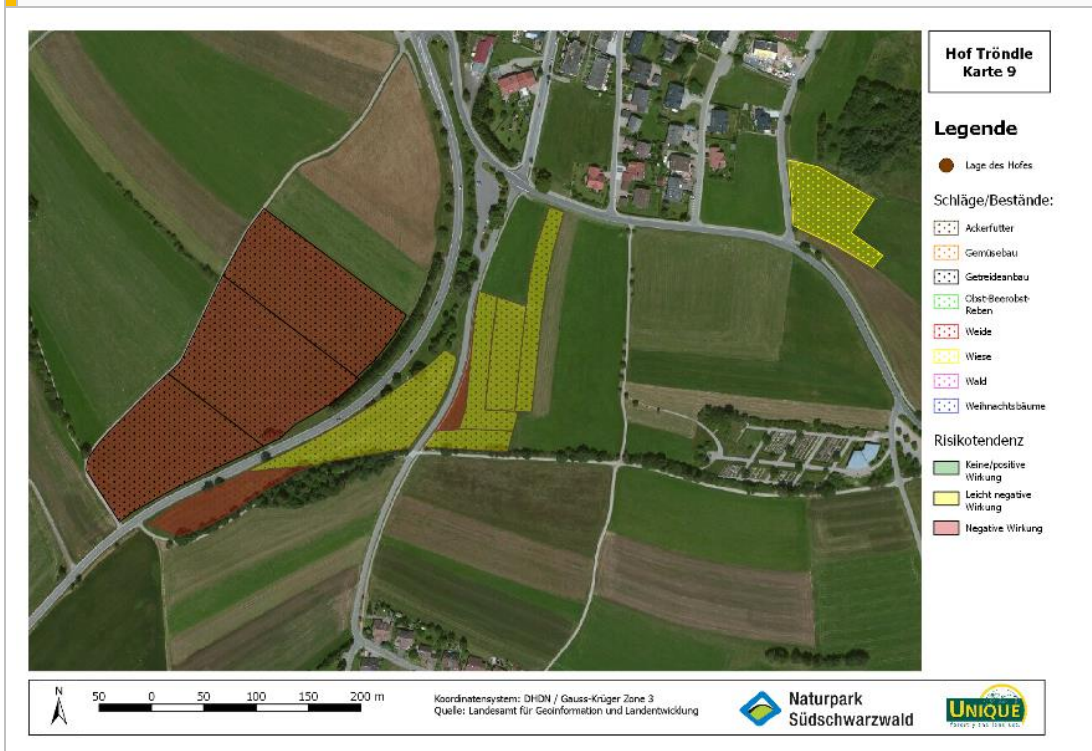 Hof Tröndle
Karte 9
Legende
Lage des Hofes
Schläge/Bestände:
Ackerfutter
Gemüsebau
Getreideanbau
Obst-Beerobst-
Reben
Weide
Wiese
Wald
Weihnachtsbäume
Risikotendenz
Keine/positive
Wirkung
Leicht negative
Wirkung
Negative Wirkung
N
50 0 50 100 150 200 m
Koordinatensystem: DHDN / Gauss-Krüger Zone 3
Quelle: Landesamt für Geoinformation und Landentwicklung
Naturpark
Südschwarzwald
UNIQUE